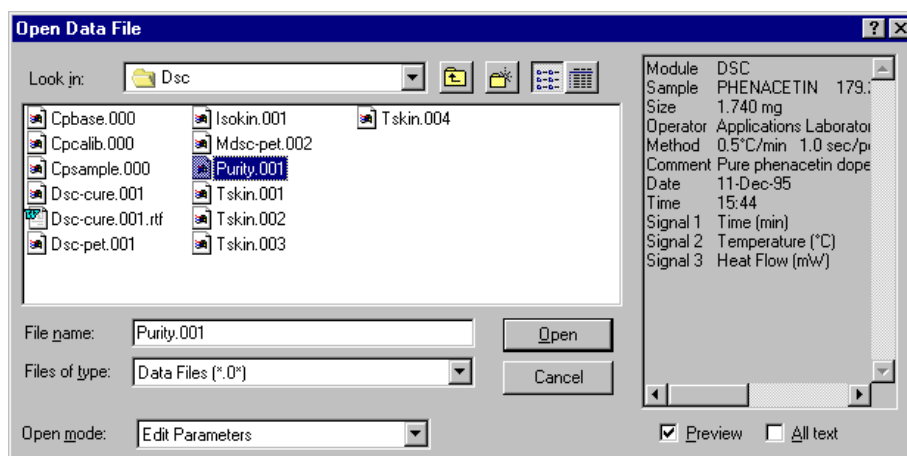 Open Data File
Look in: Dsc
Cpbase.000
Cpcalib.000
Cpsample.000
Dsc-cure.001
Dsc-cure.001.rtf
Dsc-pet.001
Isokin.001
Mdsc-pet.002
Purity.001
Tskin.001
Tskin.002
Tskin.003
Tskin.004
File name: Purity.001
Open
Files of type: Data Files (*.0*)
Cancel
Open mode: Edit Parameters
Module DSC
Sample PHENACETIN 179.
Size 1.740 mg
Operator Applications Laborator
Method 0.5°C/min 1.0 sec/p
Comment Pure phenacetin dope
Date 11-Dec-95
Time 15:44
Signal 1 Time (min)
Signal 2 Temperature (°C)
Signal 3 Heat Flow (mW)
Preview All text